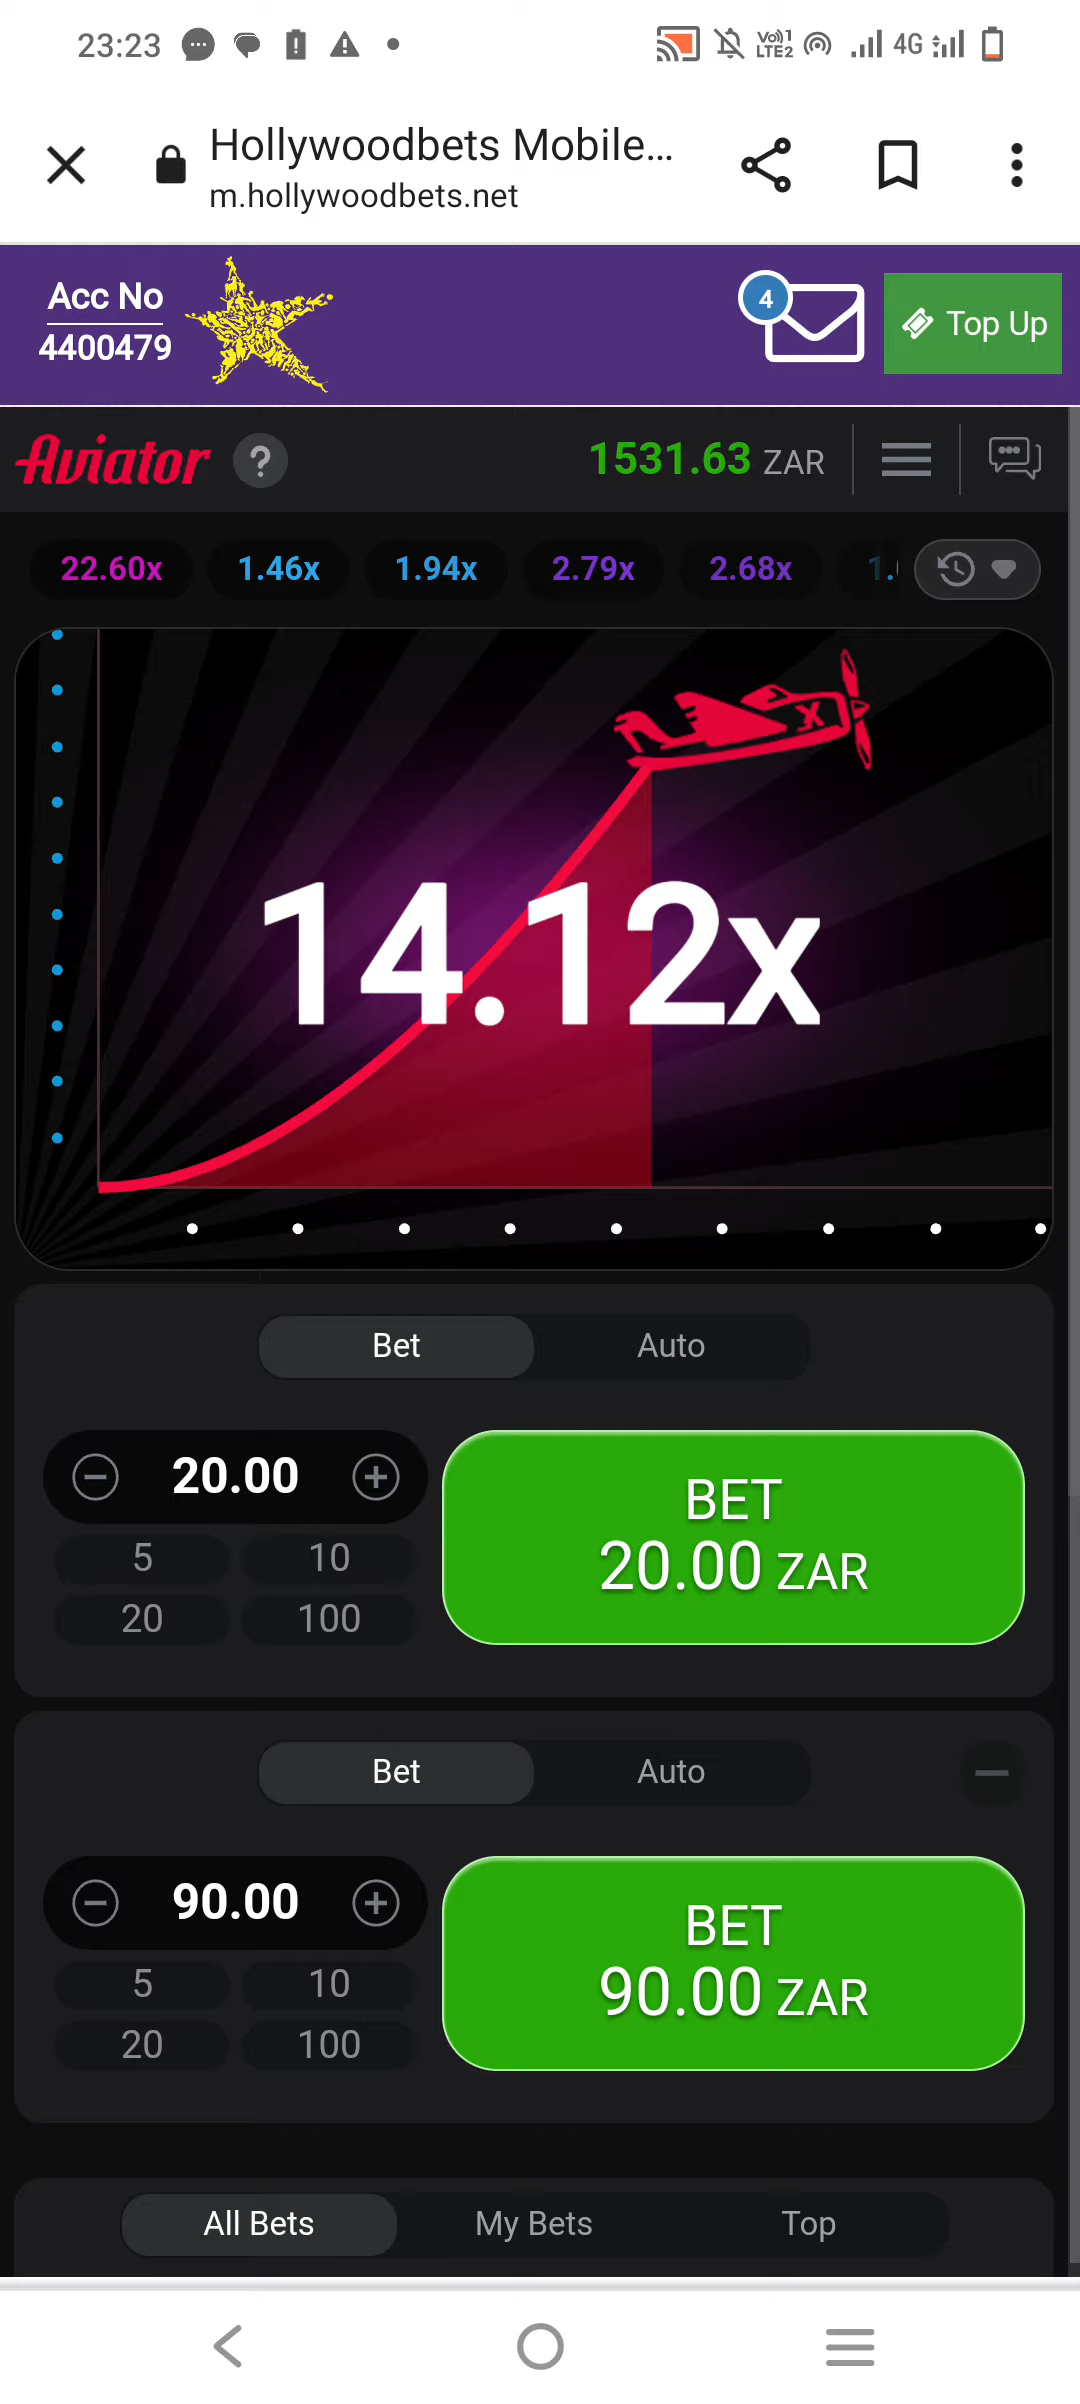 23:23
Vo))1 LTE2
4G
Hollywoodbets Mobile...
m.hollywoodbets.net
Acc No
4400479
4
Top Up
Aviator
?
1531.63 ZAR
22.60x 1.46x 1.94x 2.79x 2.68x
14.12x
Bet Auto
20.00
5 10
20 100
BET
20.00 ZAR
Bet Auto
90.00
5 10
20 100
BET
90.00 ZAR
All Bets My Bets Top